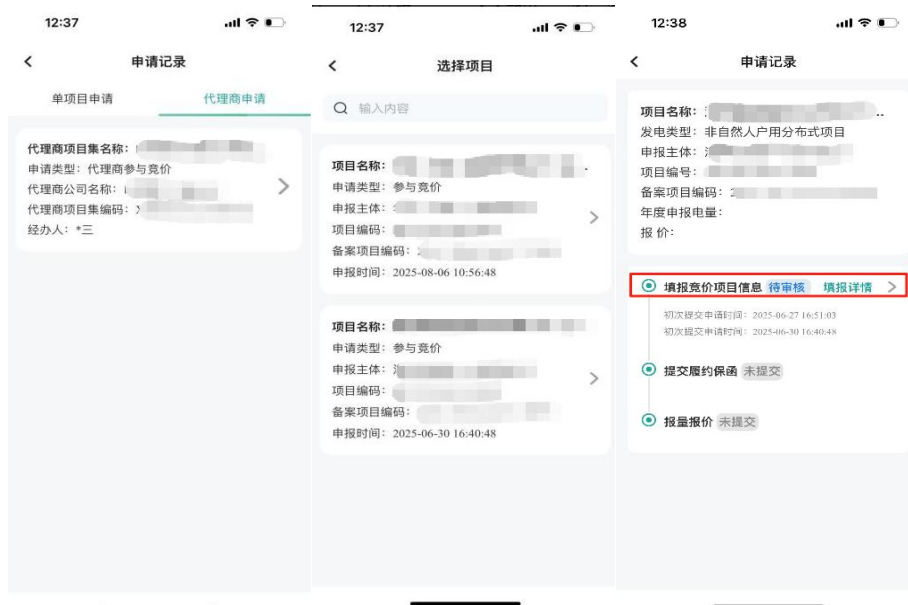 12:37
申请记录
单项目申请
代理商申请
代理商项目集名称：
申请类型：代理商参与竞价
代理商公司名称：
代理商项目集编码：
经办人：*三
12:37
选择项目
输入内容
项目名称：
申请类型：参与竞价
申报主体：
项目编码：
备案项目编码：
申报时间：2025-08-06 10:56:48
项目名称：
申请类型：参与竞价
申报主体：
项目编码：
备案项目编码：
申报时间：2025-06-30 16:40:48
12:38
申请记录
项目名称：
发电类型：非自然人户用分布式项目
申报主体：
项目编号：
备案项目编码：
年度申报电量：
报 价：
填报竞价项目信息 待审核 填报详情
初次提交申请时间：2025-06-27 16:51:03
初次提交申请时间：2025-06-30 16:40:48
提交履约保函 未提交
报量报价 未提交